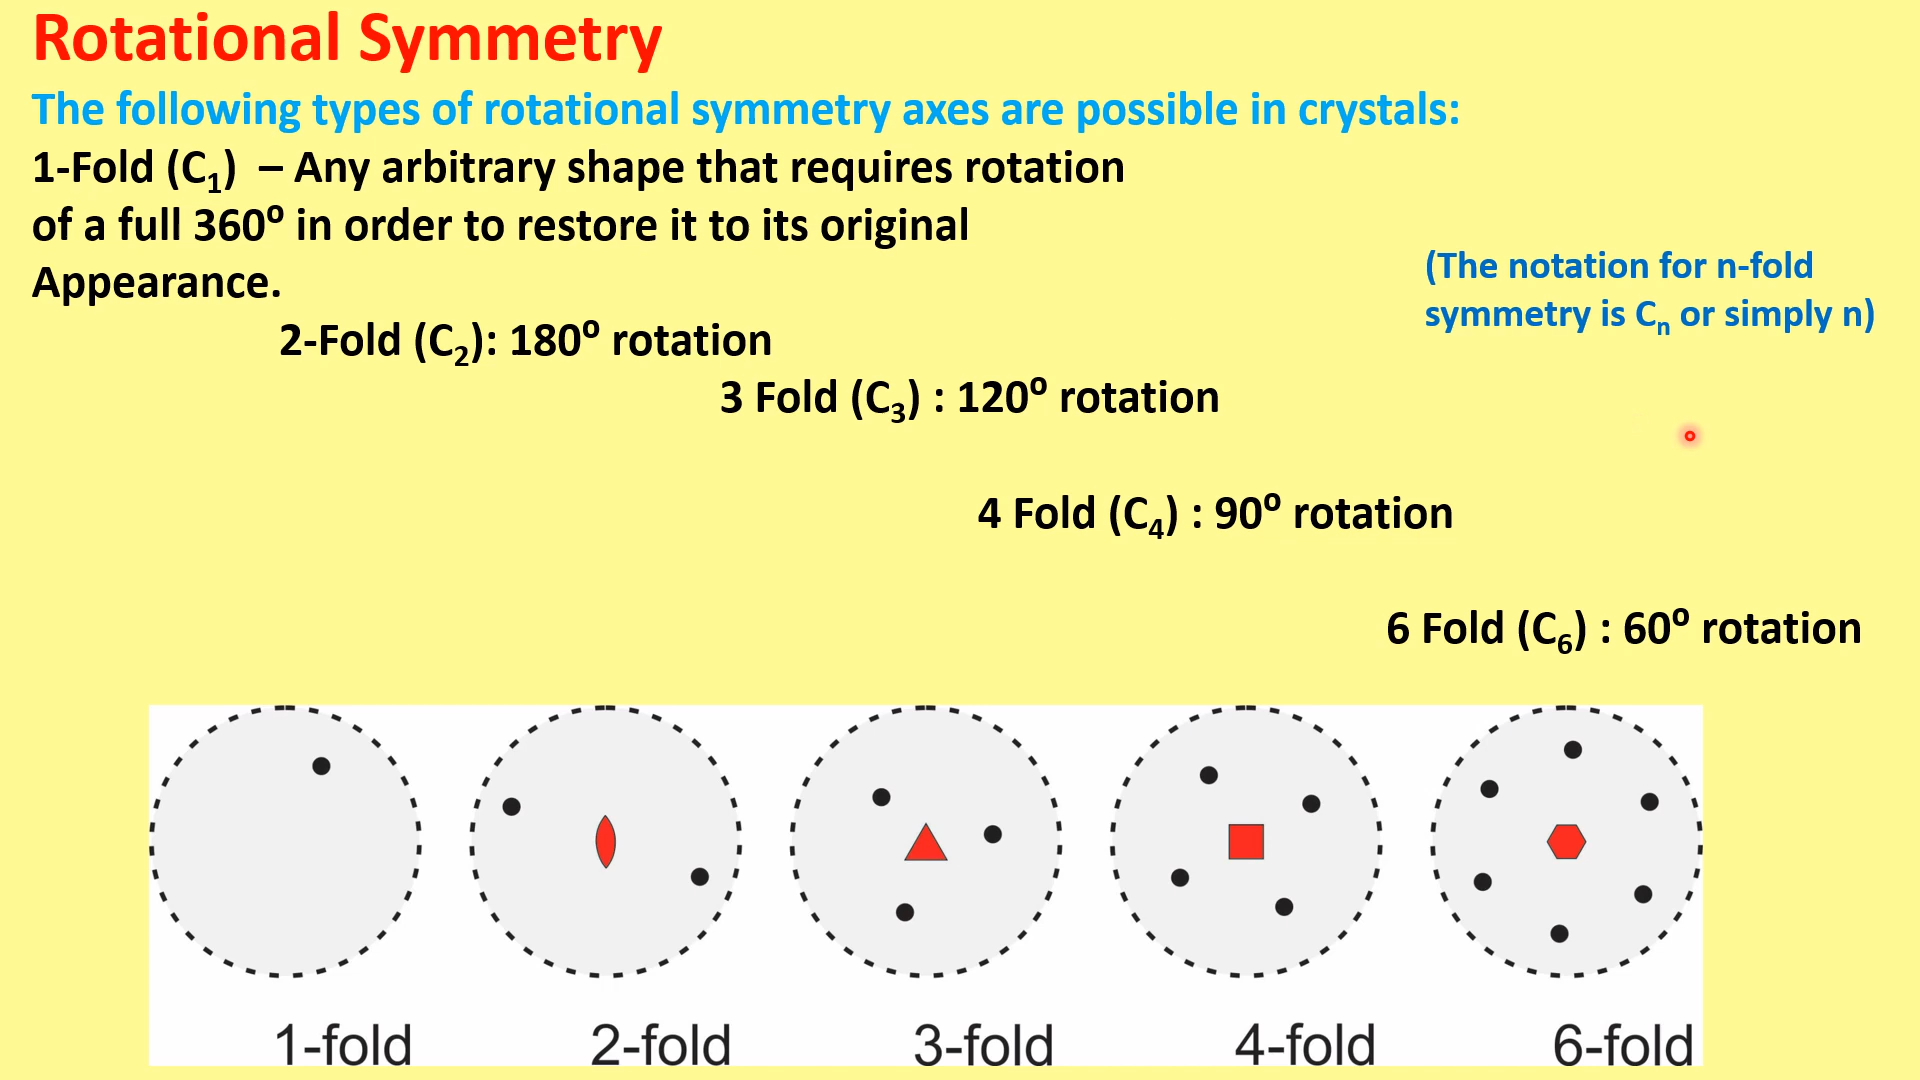 Rotational Symmetry
The following types of rotational symmetry axes are possible in crystals:
1-Fold (C₁) – Any arbitrary shape that requires rotation
of a full 360º in order to restore it to its original
Appearance.
(The notation for n-fold
symmetry is Cₙ or simply n)
2-Fold (C₂): 180º rotation
3 Fold (C₃) : 120º rotation
4 Fold (C₄) : 90º rotation
6 Fold (C₆) : 60º rotation
1-fold 2-fold 3-fold 4-fold 6-fold